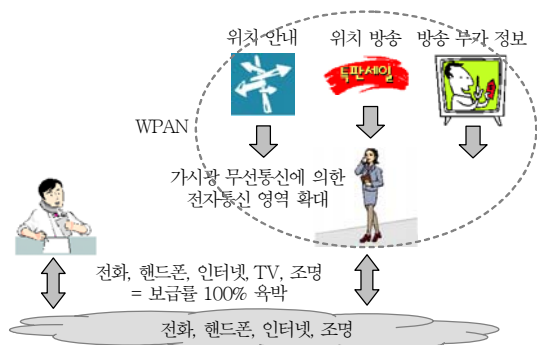 위치 안내
위치 방송
방송 부가 정보
특판세일
WPAN
가시광 무선통신에 의한
전자통신 영역 확대
전화, 핸드폰, 인터넷, TV, 조명
= 보급률 100% 육박
전화, 핸드폰, 인터넷, 조명